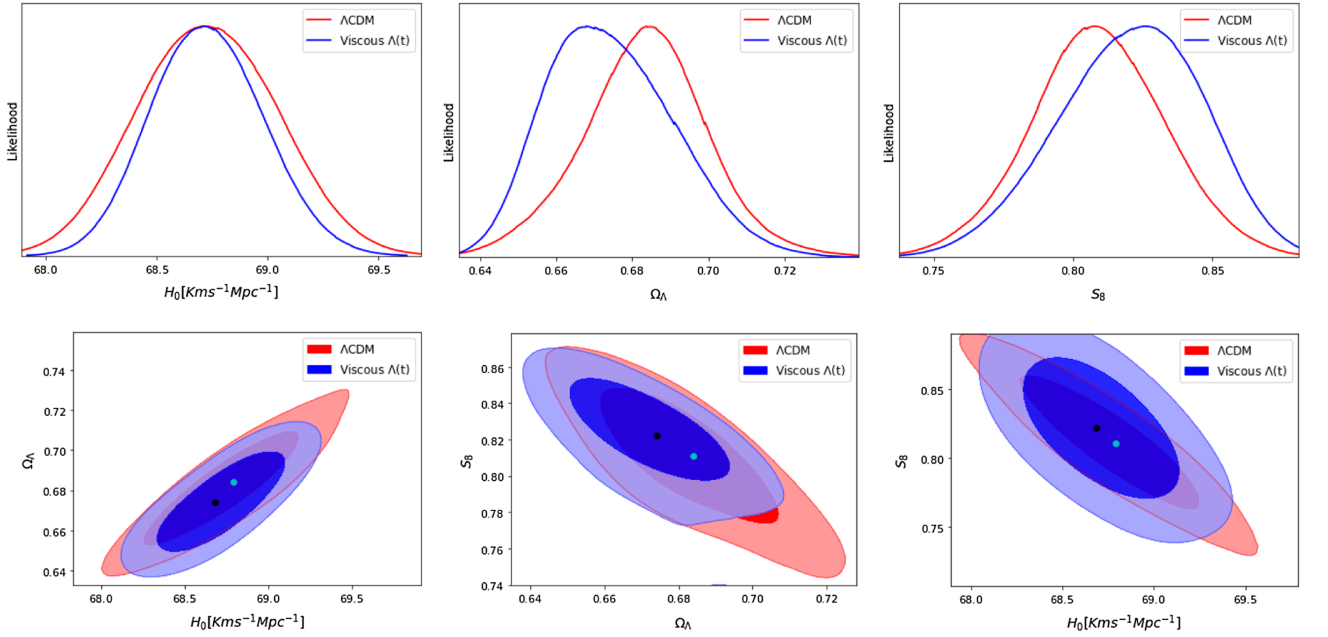 ΛCDM
Viscous Λ(t)
Likelihood
68.0 68.5 69.0 69.5
H₀[Kms⁻¹Mpc⁻¹]
ΛCDM
Viscous Λ(t)
Likelihood
0.64 0.66 0.68 0.70 0.72
Ω_Λ
ΛCDM
Viscous Λ(t)
Likelihood
0.75 0.80 0.85
S₈
ΛCDM
Viscous Λ(t)
Ω_Λ
0.74
0.72
0.70
0.68
0.66
0.64
68.0 68.5 69.0 69.5
H₀[Kms⁻¹Mpc⁻¹]
ΛCDM
Viscous Λ(t)
S₈
0.86
0.84
0.82
0.80
0.78
0.76
0.74
0.64 0.66 0.68 0.70 0.72
Ω_Λ
ΛCDM
Viscous Λ(t)
S₈
0.85
0.80
0.75
68.0 68.5 69.0 69.5
H₀[Kms⁻¹Mpc⁻¹]